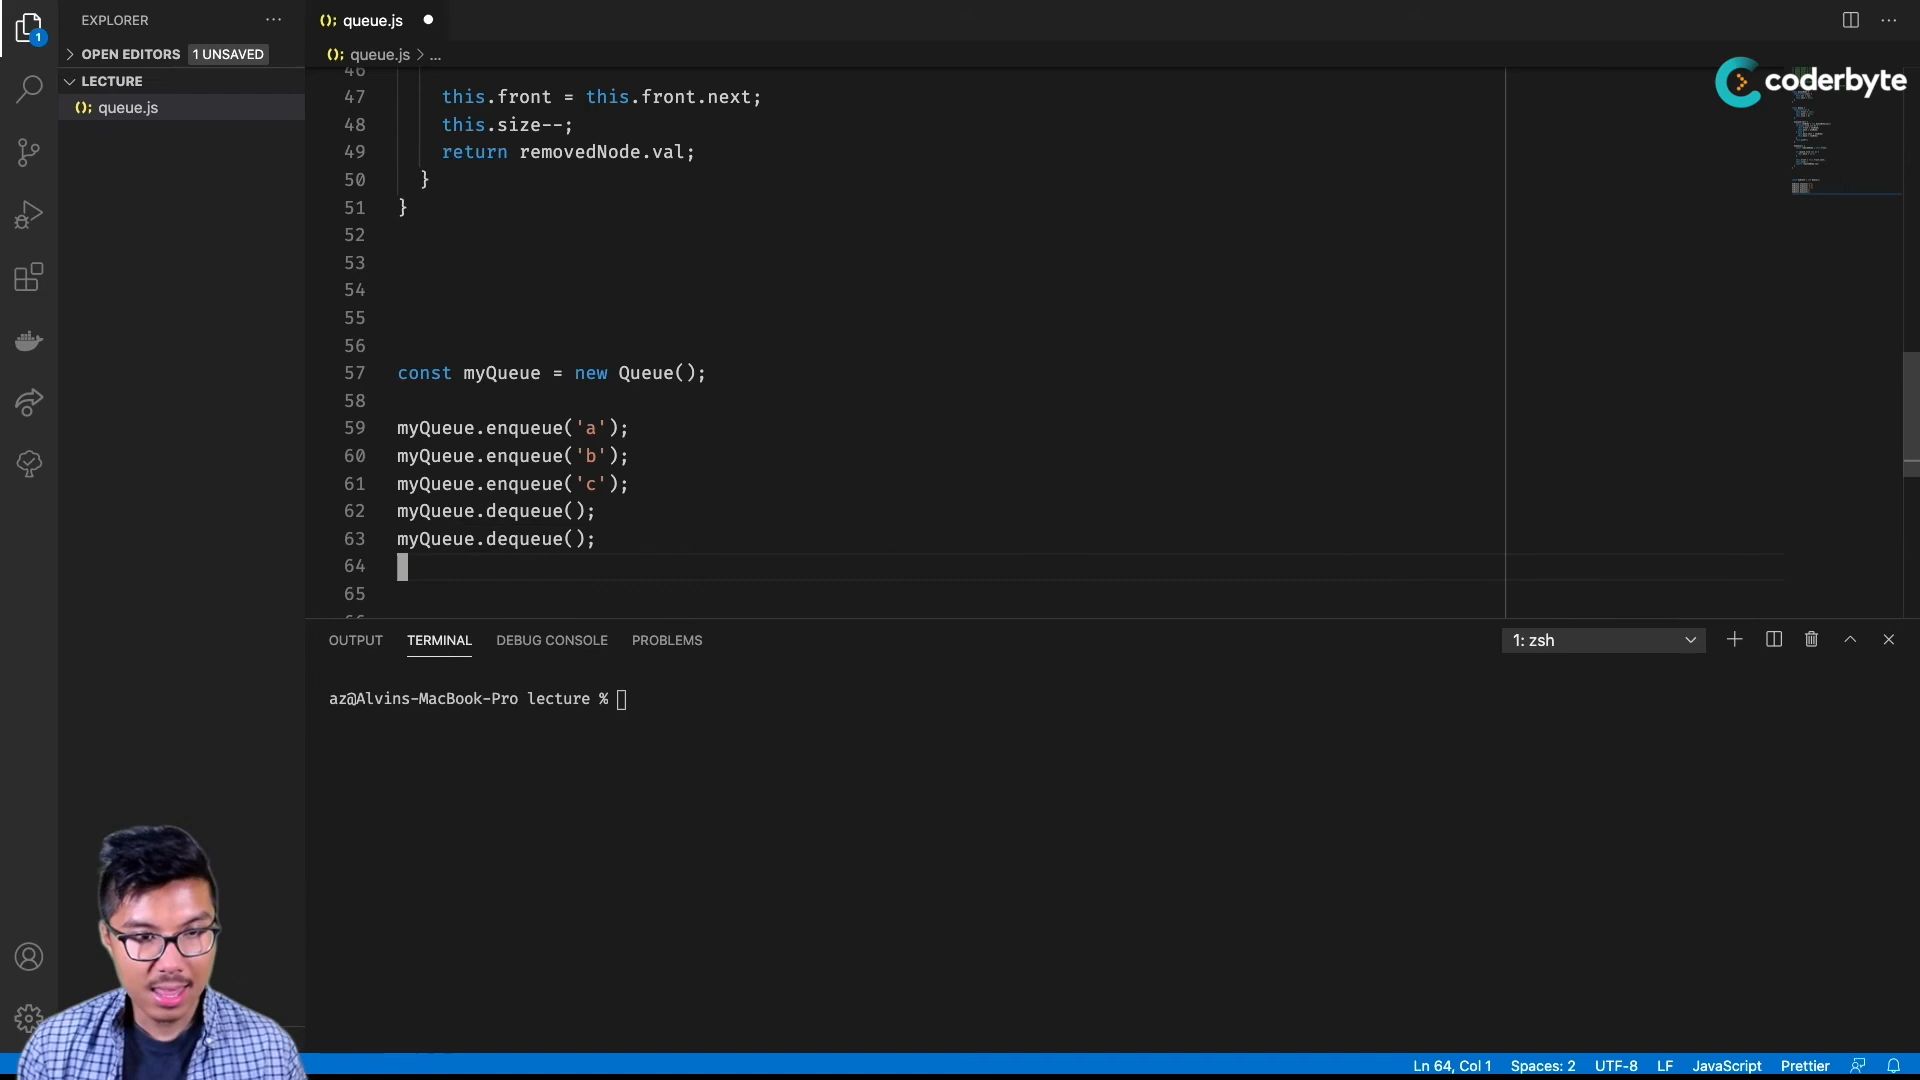 EXPLORER
OPEN EDITORS 1 UNSAVED
LECTURE
queue.js
1
queue.js
queue.js > ...
coderbyte
46
47 this.front = this.front.next;
48 this.size--;
49 return removedNode.val;
50 }
51 }
52
53
54
55
56
57 const myQueue = new Queue();
58
59 myQueue.enqueue('a');
60 myQueue.enqueue('b');
61 myQueue.enqueue('c');
62 myQueue.dequeue();
63 myQueue.dequeue();
64
65
OUTPUT TERMINAL DEBUG CONSOLE PROBLEMS 1: zsh
az@Alvins-MacBook-Pro lecture %
Ln 64, Col 1 Spaces: 2 UTF-8 LF JavaScript Prettier